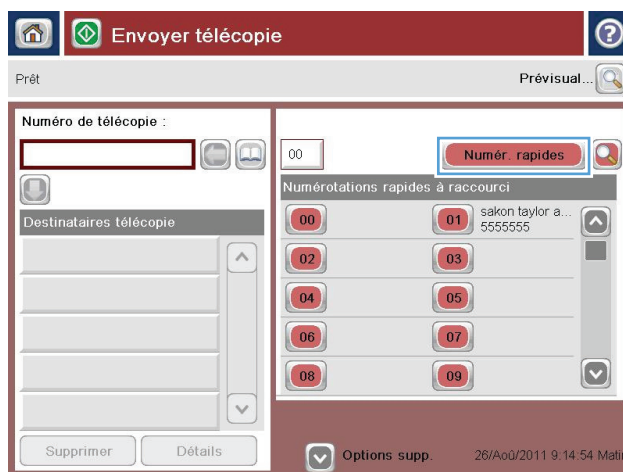 Envoyer télécopie
?
Prêt
Prévisual...
Numéro de télécopie :
00
Numér. rapides
Numérotations rapides à raccourci
Destinataires télécopie
00
01 sakon taylor a...
5555555
02
03
04
05
06
07
08
09
Supprimer
Détails
Options supp.
26/Aoû/2011 9:14:54 Mati